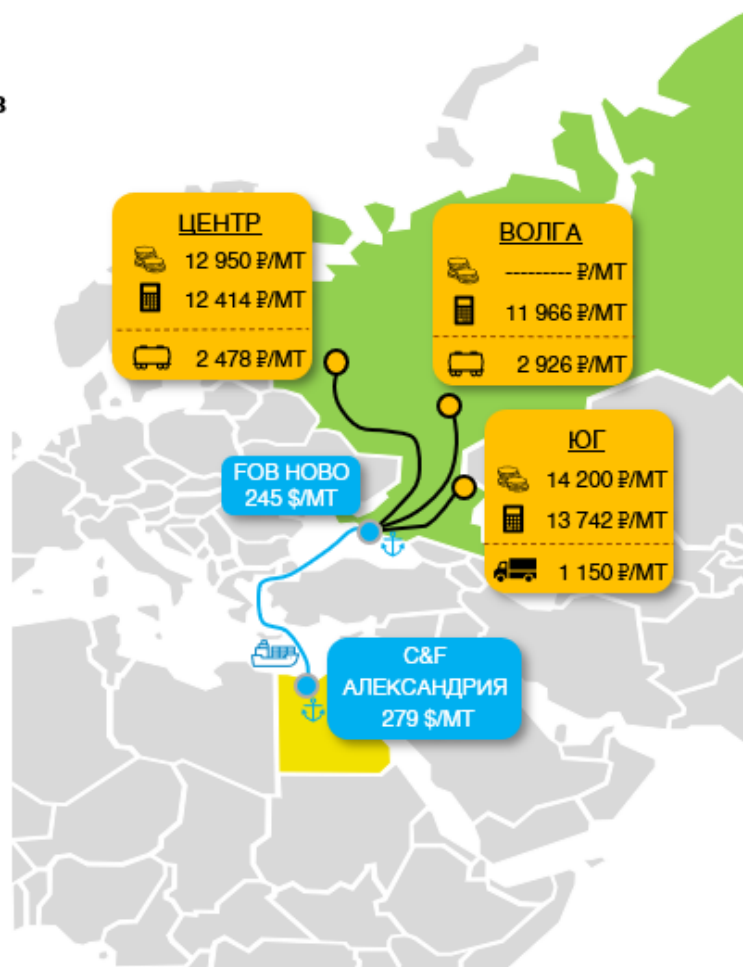 в
ЦЕНТР
12 950 ₽/МТ
12 414 ₽/МТ
2 478 ₽/МТ
ВОЛГА
--------- ₽/МТ
11 966 ₽/МТ
2 926 ₽/МТ
ЮГ
14 200 ₽/МТ
13 742 ₽/МТ
1 150 ₽/МТ
FOB НОВО
245 $/МТ
C&F
АЛЕКСАНДРИЯ
279 $/МТ